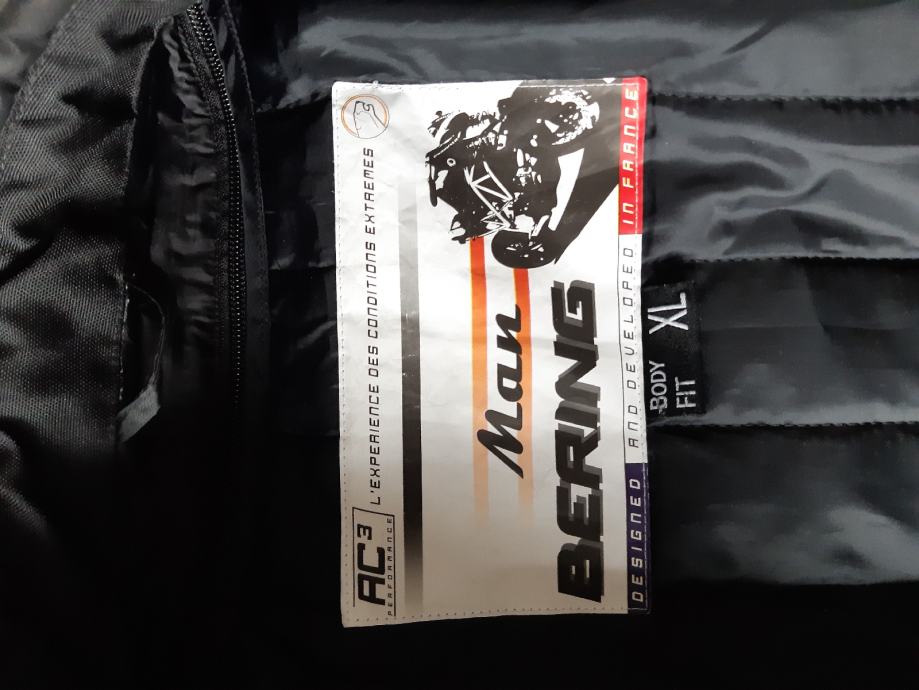 AC3
PERFORMANCE
L'EXPERIENCE DES CONDITIONS EXTREMES
Man
BERING
DESIGNED AND DEVELOPED IN FRANCE
BODY
FIT
XL